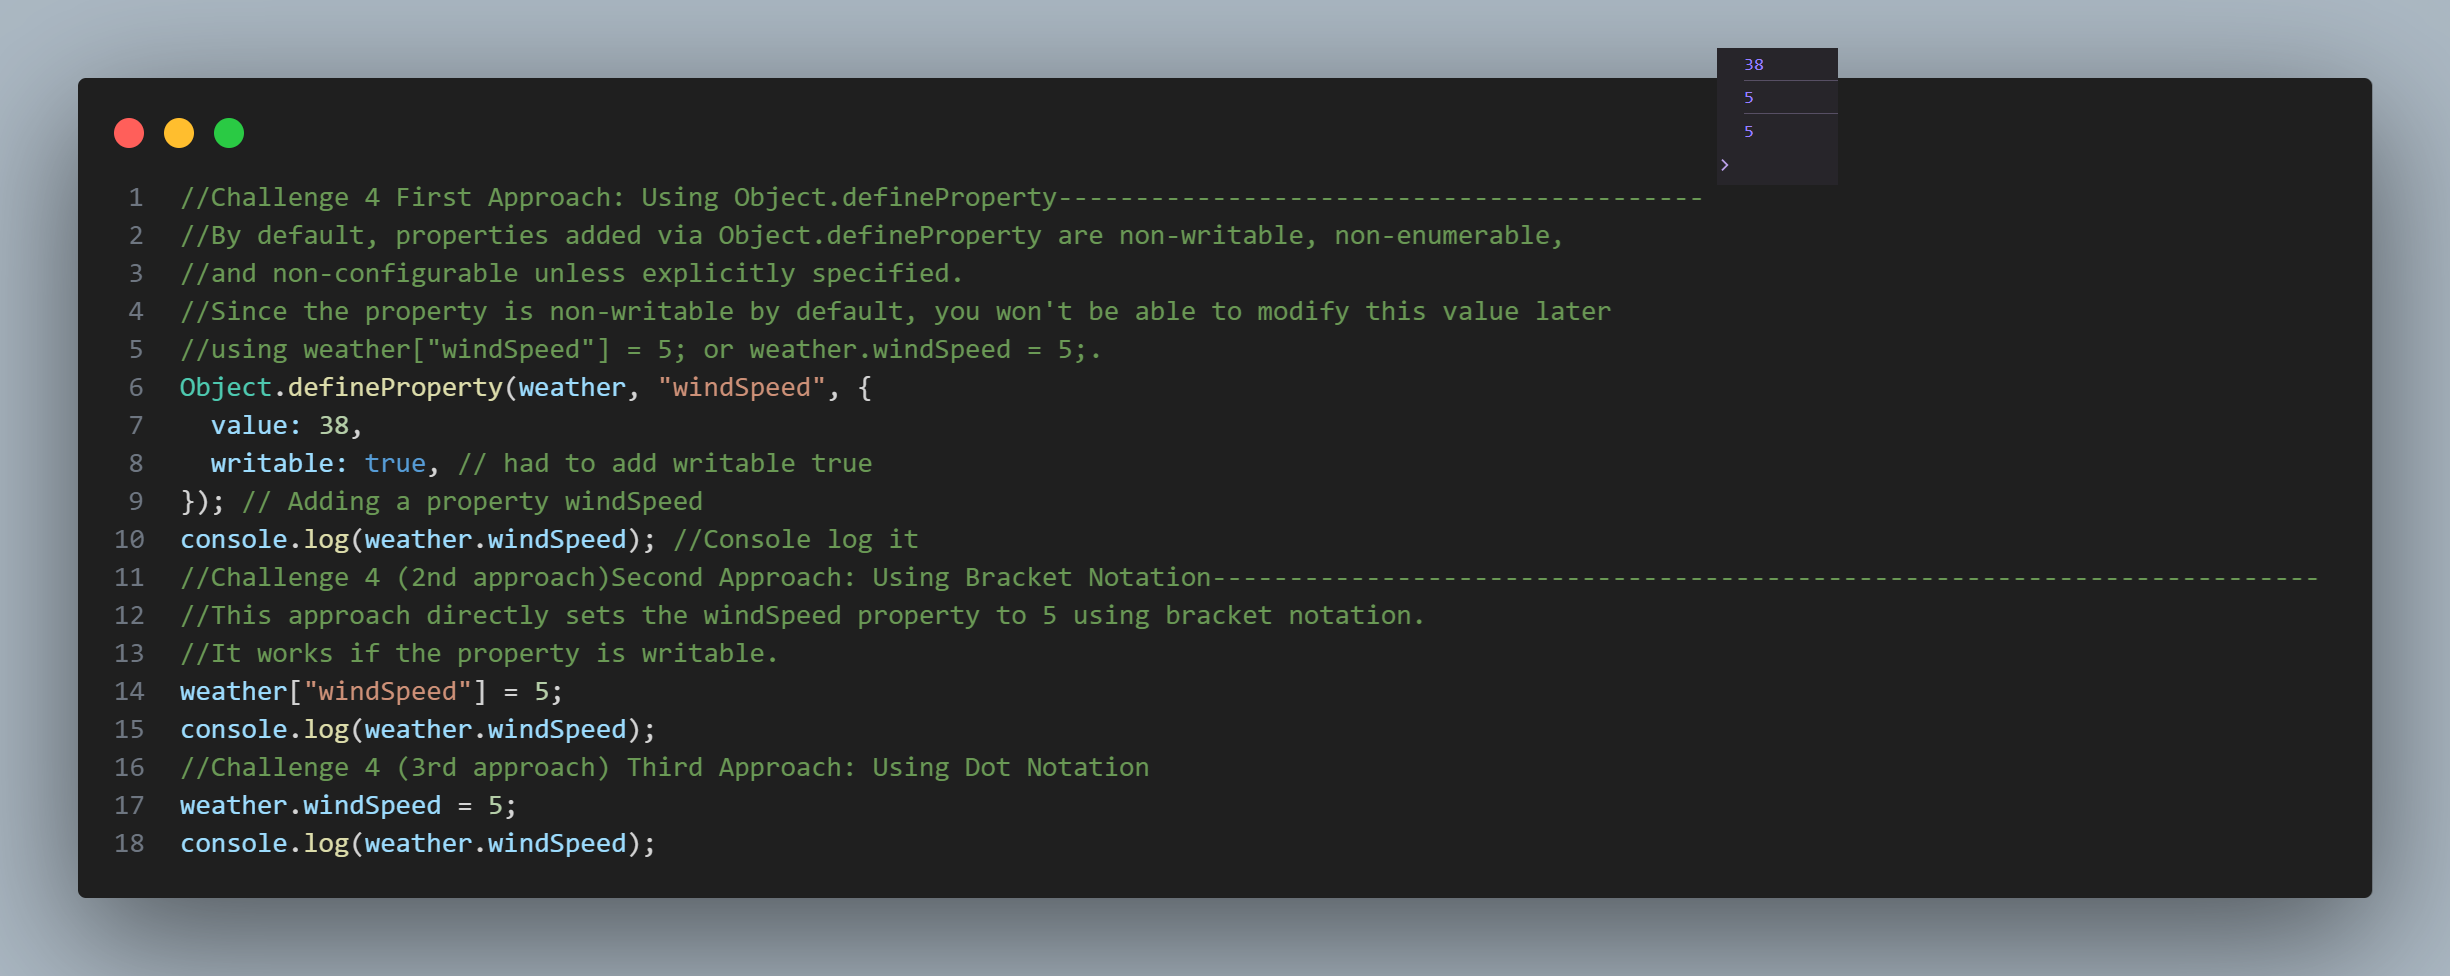 38
5
5
>
1 //Challenge 4 First Approach: Using Object.defineProperty------------------------------------------
2 //By default, properties added via Object.defineProperty are non-writable, non-enumerable,
3 //and non-configurable unless explicitly specified.
4 //Since the property is non-writable by default, you won't be able to modify this value later
5 //using weather["windSpeed"] = 5; or weather.windSpeed = 5;.
6 Object.defineProperty(weather, "windSpeed", {
7   value: 38,
8   writable: true, // had to add writable true
9 }); // Adding a property windSpeed
10 console.log(weather.windSpeed); //Console log it
11 //Challenge 4 (2nd approach)Second Approach: Using Bracket Notation------------------------------------------------------------------------
12 //This approach directly sets the windSpeed property to 5 using bracket notation.
13 //It works if the property is writable.
14 weather["windSpeed"] = 5;
15 console.log(weather.windSpeed);
16 //Challenge 4 (3rd approach) Third Approach: Using Dot Notation
17 weather.windSpeed = 5;
18 console.log(weather.windSpeed);